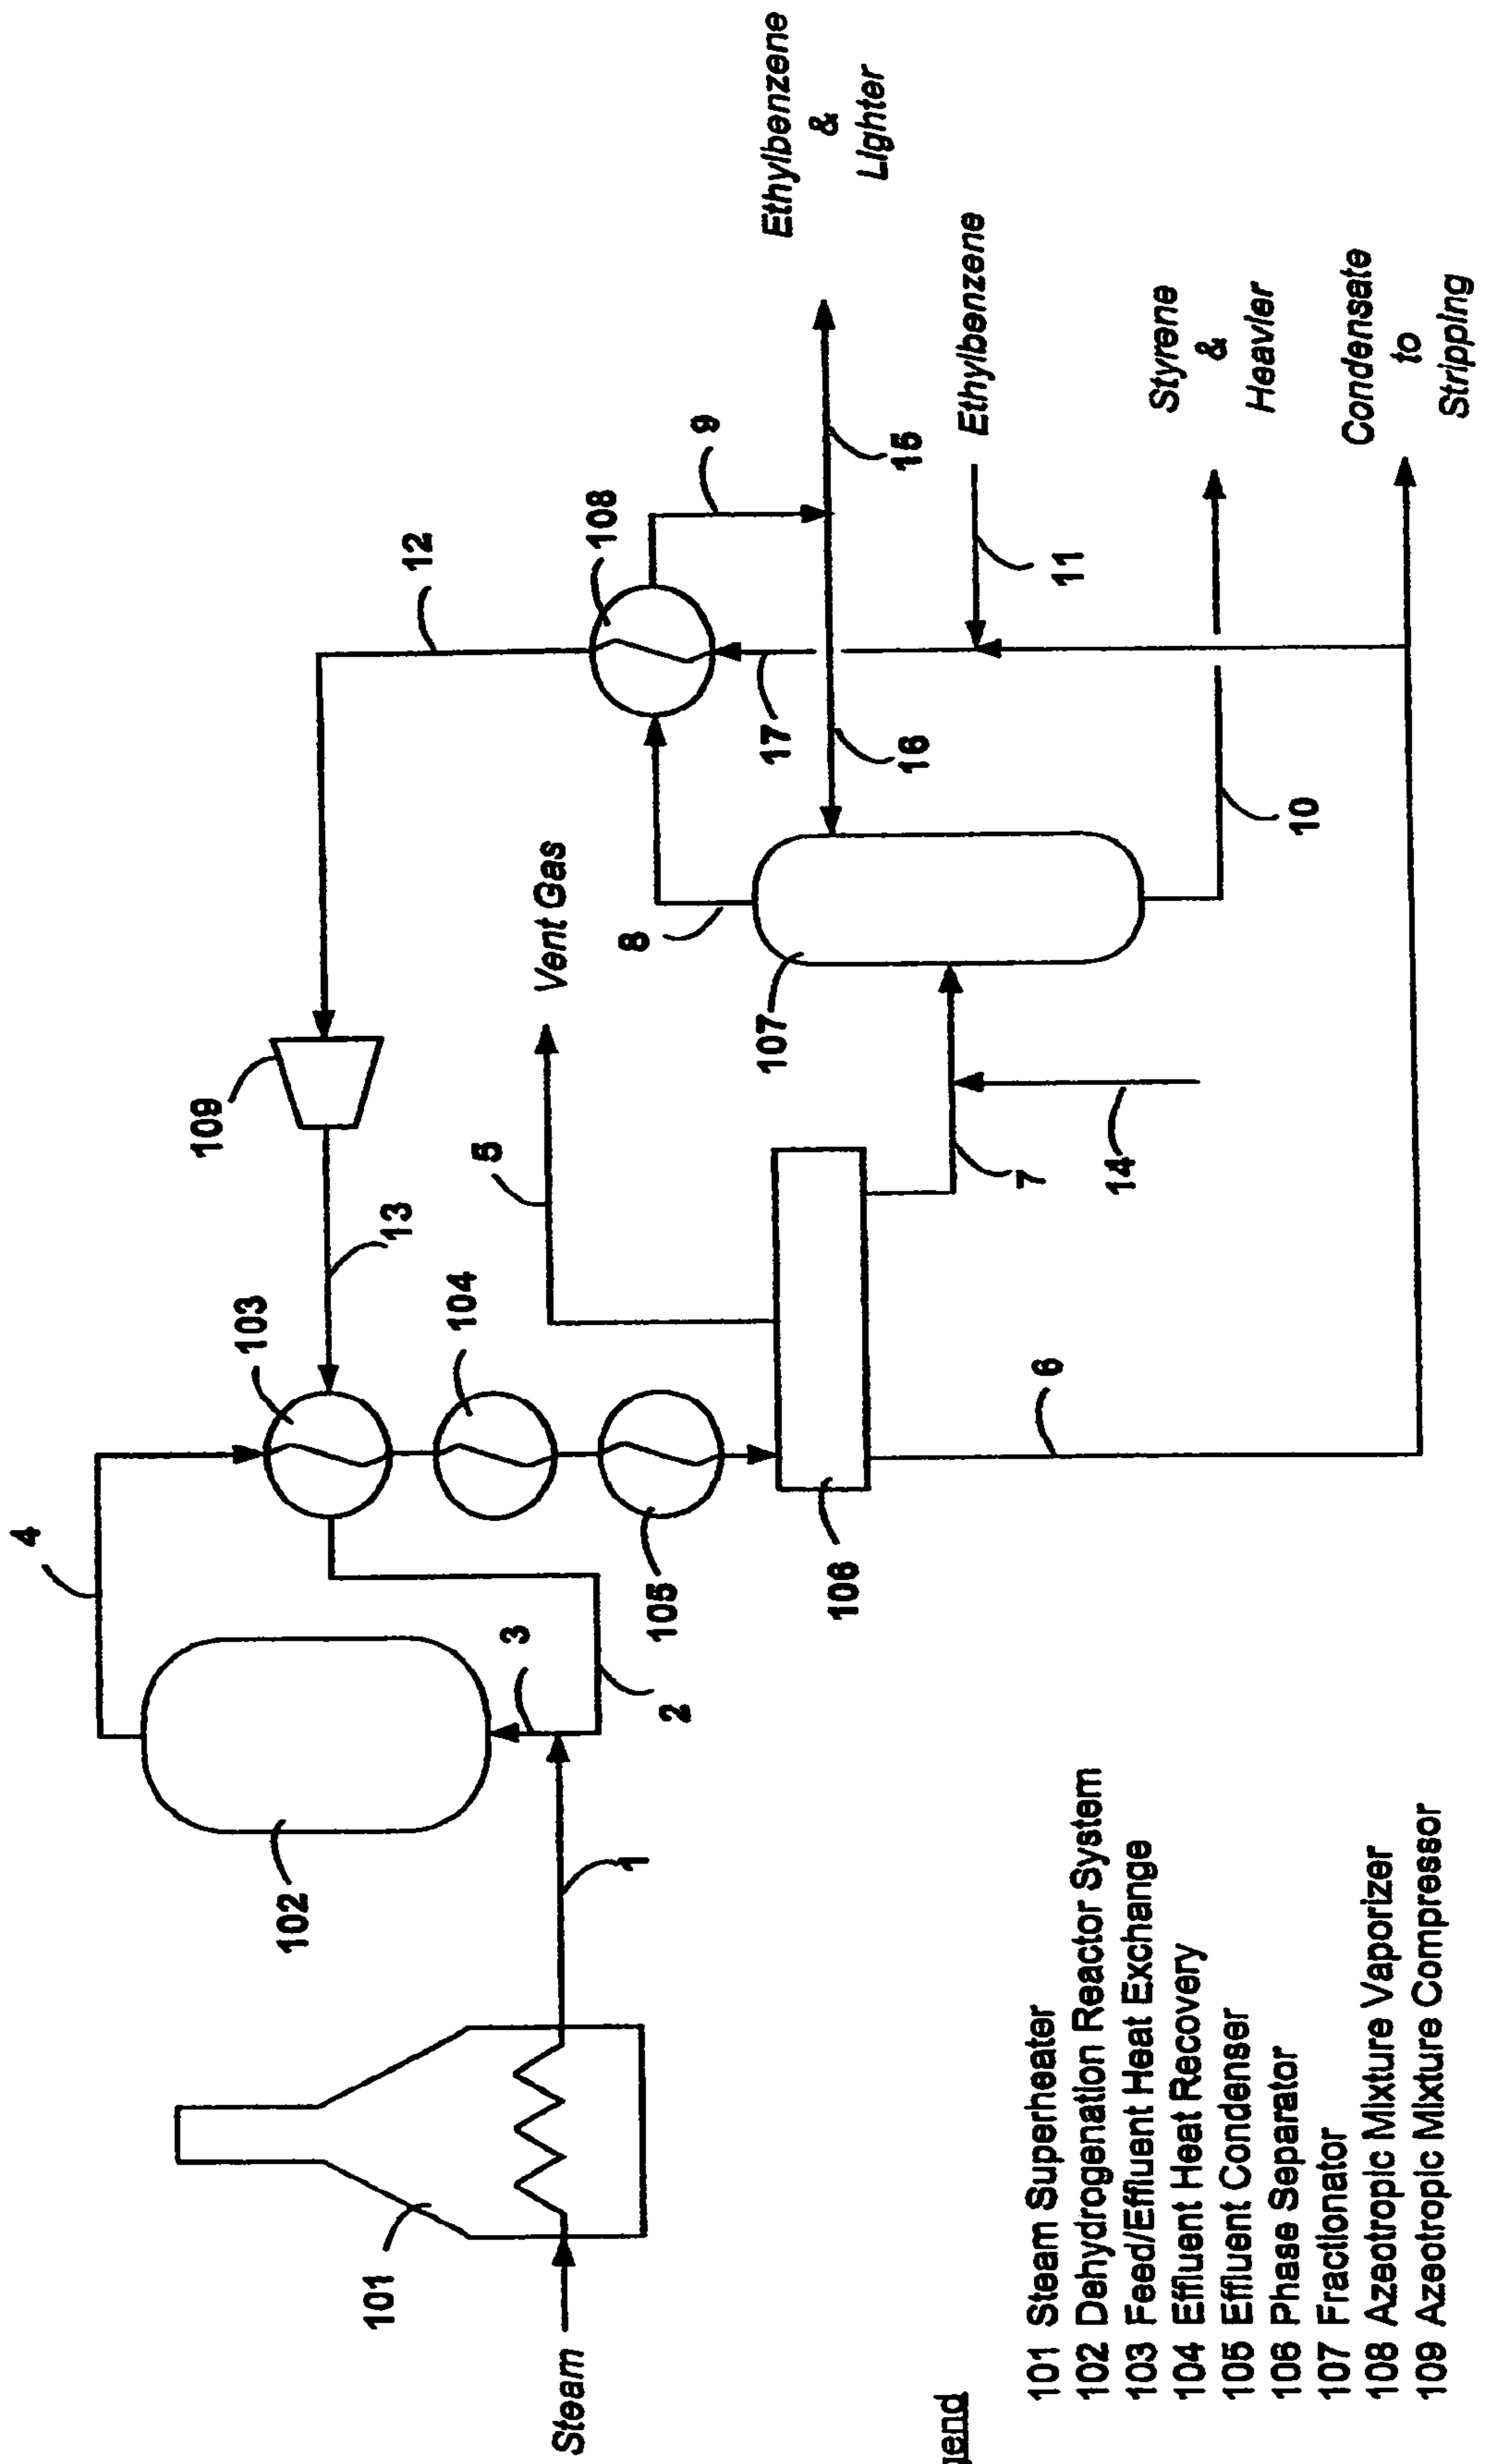 4
109
103
102
101
13
12
104
5
3
Vent Gas
Steam
108
8
1
105
2
9
107
17
Ethylbenzene
&
Lighter
106
15
16
Ethylbenzene
7
6
11
14
Styrene
&
Heavier
10
Condensate
to
Stripping
gend
101 Steam Superheater
102 Dehydrogenation Reactor System
103 Feed/Effluent Heat Exchange
104 Effluent Heat Recovery
105 Effluent Condenser
106 Phase Separator
107 Fractionator
108 Azeotropic Mixture Vaporizer
109 Azeotropic Mixture Compressor